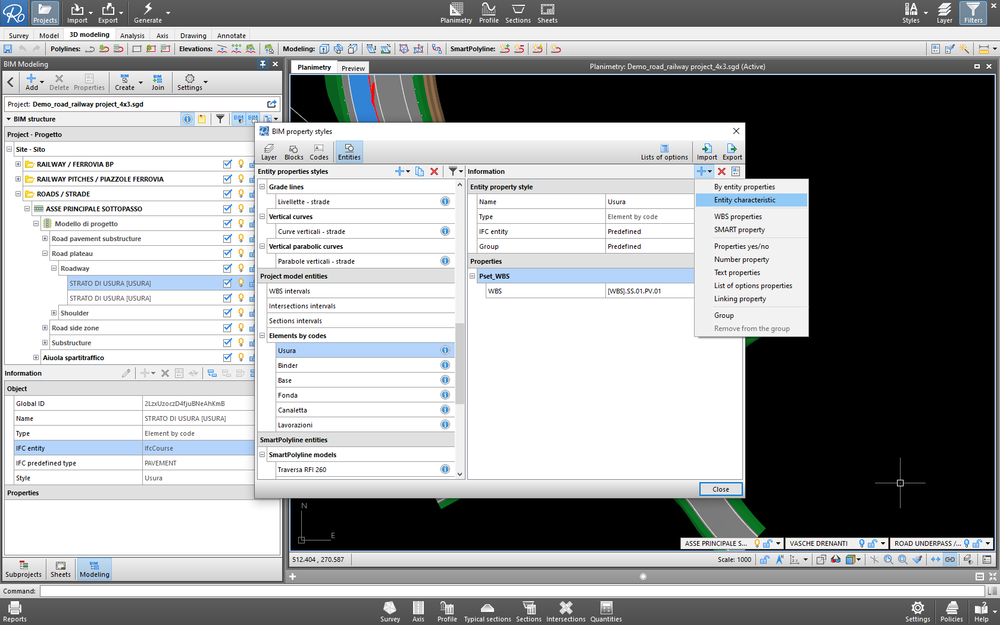 Ro
Projects
Import
Export
Generate
Planimetry
Profile
Sections
Sheets
Styles
Layer
Filters
Survey
Model
3D modeling
Analysis
Axis
Drawing
Annotate
Polylines:
Elevations:
Modeling:
SmartPolyline:
BIM Modeling
Planimetry
Preview
Planimetry: Demo_road_railway project_4x3.sgd (Active)
Add
Delete
Properties
BIM
Create
BIM
Join
Settings
Project: Demo_road_railway project_4x3.sgd
BIM structure
BIM
BIM
Project - Progetto
Site - Sito
RAILWAY / FERROVIA BP
RAILWAY PITCHES / PIAZZOLE FERROVIA
ROADS / STRADE
ASSE PRINCIPALE SOTTOPASSO
Modello di progetto
Road pavement substructure
Road plateau
Roadway
STRATO DI USURA [USURA]
STRATO DI USURA [USURA]
Shoulder
Road side zone
Substructure
Aiuola spartitraffico
Information
Object
Global ID
2LzxUzoczD4fjuBNeAhKmB
Name
STRATO DI USURA [USURA]
Type
Element by code
IFC entity
IfcCourse
IFC predefined type
PAVEMENT
Style
Usura
Properties
Subprojects
Sheets
BIM
Modeling
BIM property styles
Layer
Blocks
Codes
Entities
Lists of options
Import
Export
Entity properties styles
Grade lines
Livellette - strade
Vertical curves
Curve verticali - strade
Vertical parabolic curves
Parabole verticali - strade
Project model entities
WBS intervals
Intersections intervals
Sections intervals
Elements by codes
Usura
Binder
Base
Fonda
Canaletta
Lavorazioni
SmartPolyline entities
SmartPolyline models
Traversa RFI 260
Information
Entity property style
Name
Usura
Type
Element by code
IFC entity
Predefined
Group
Predefined
Properties
Pset_WBS
WBS
[WBS].SS.01.PV.01
By entity properties
Entity characteristic
WBS properties
SMART property
Properties yes/no
Number property
Text properties
List of options properties
Linking property
Group
Remove from the group
Close
N
E
ASSE PRINCIPALE S...
VASCHE DRENANTI
ROAD UNDERPASS /...
512.404 , 270.587
Scale: 1000
Command:
Reports
Survey
Axis
Profile
Typical sections
Sections
Intersections
Quantities
Settings
Policies
Help